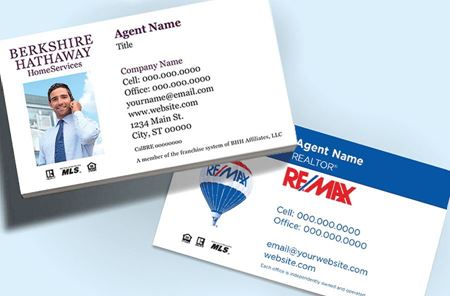 BERKSHIRE
HATHAWAY
HomeServices
Agent Name
Title
Company Name
Cell: 000.000.0000
Office: 000.000.0000
yourname@email.com
www.website.com
1234 Main St.
City, ST 00000
CalBRE 00000000
A member of the franchise system of BHH Affiliates, LLC
MLS
Agent Name
REALTOR®
RE/MAX
RE/MAX
Cell: 000.000.0000
Office: 000.000.0000
email@yourwebsite.com
yourwebsite.com
Each office is independently owned and operated
MLS